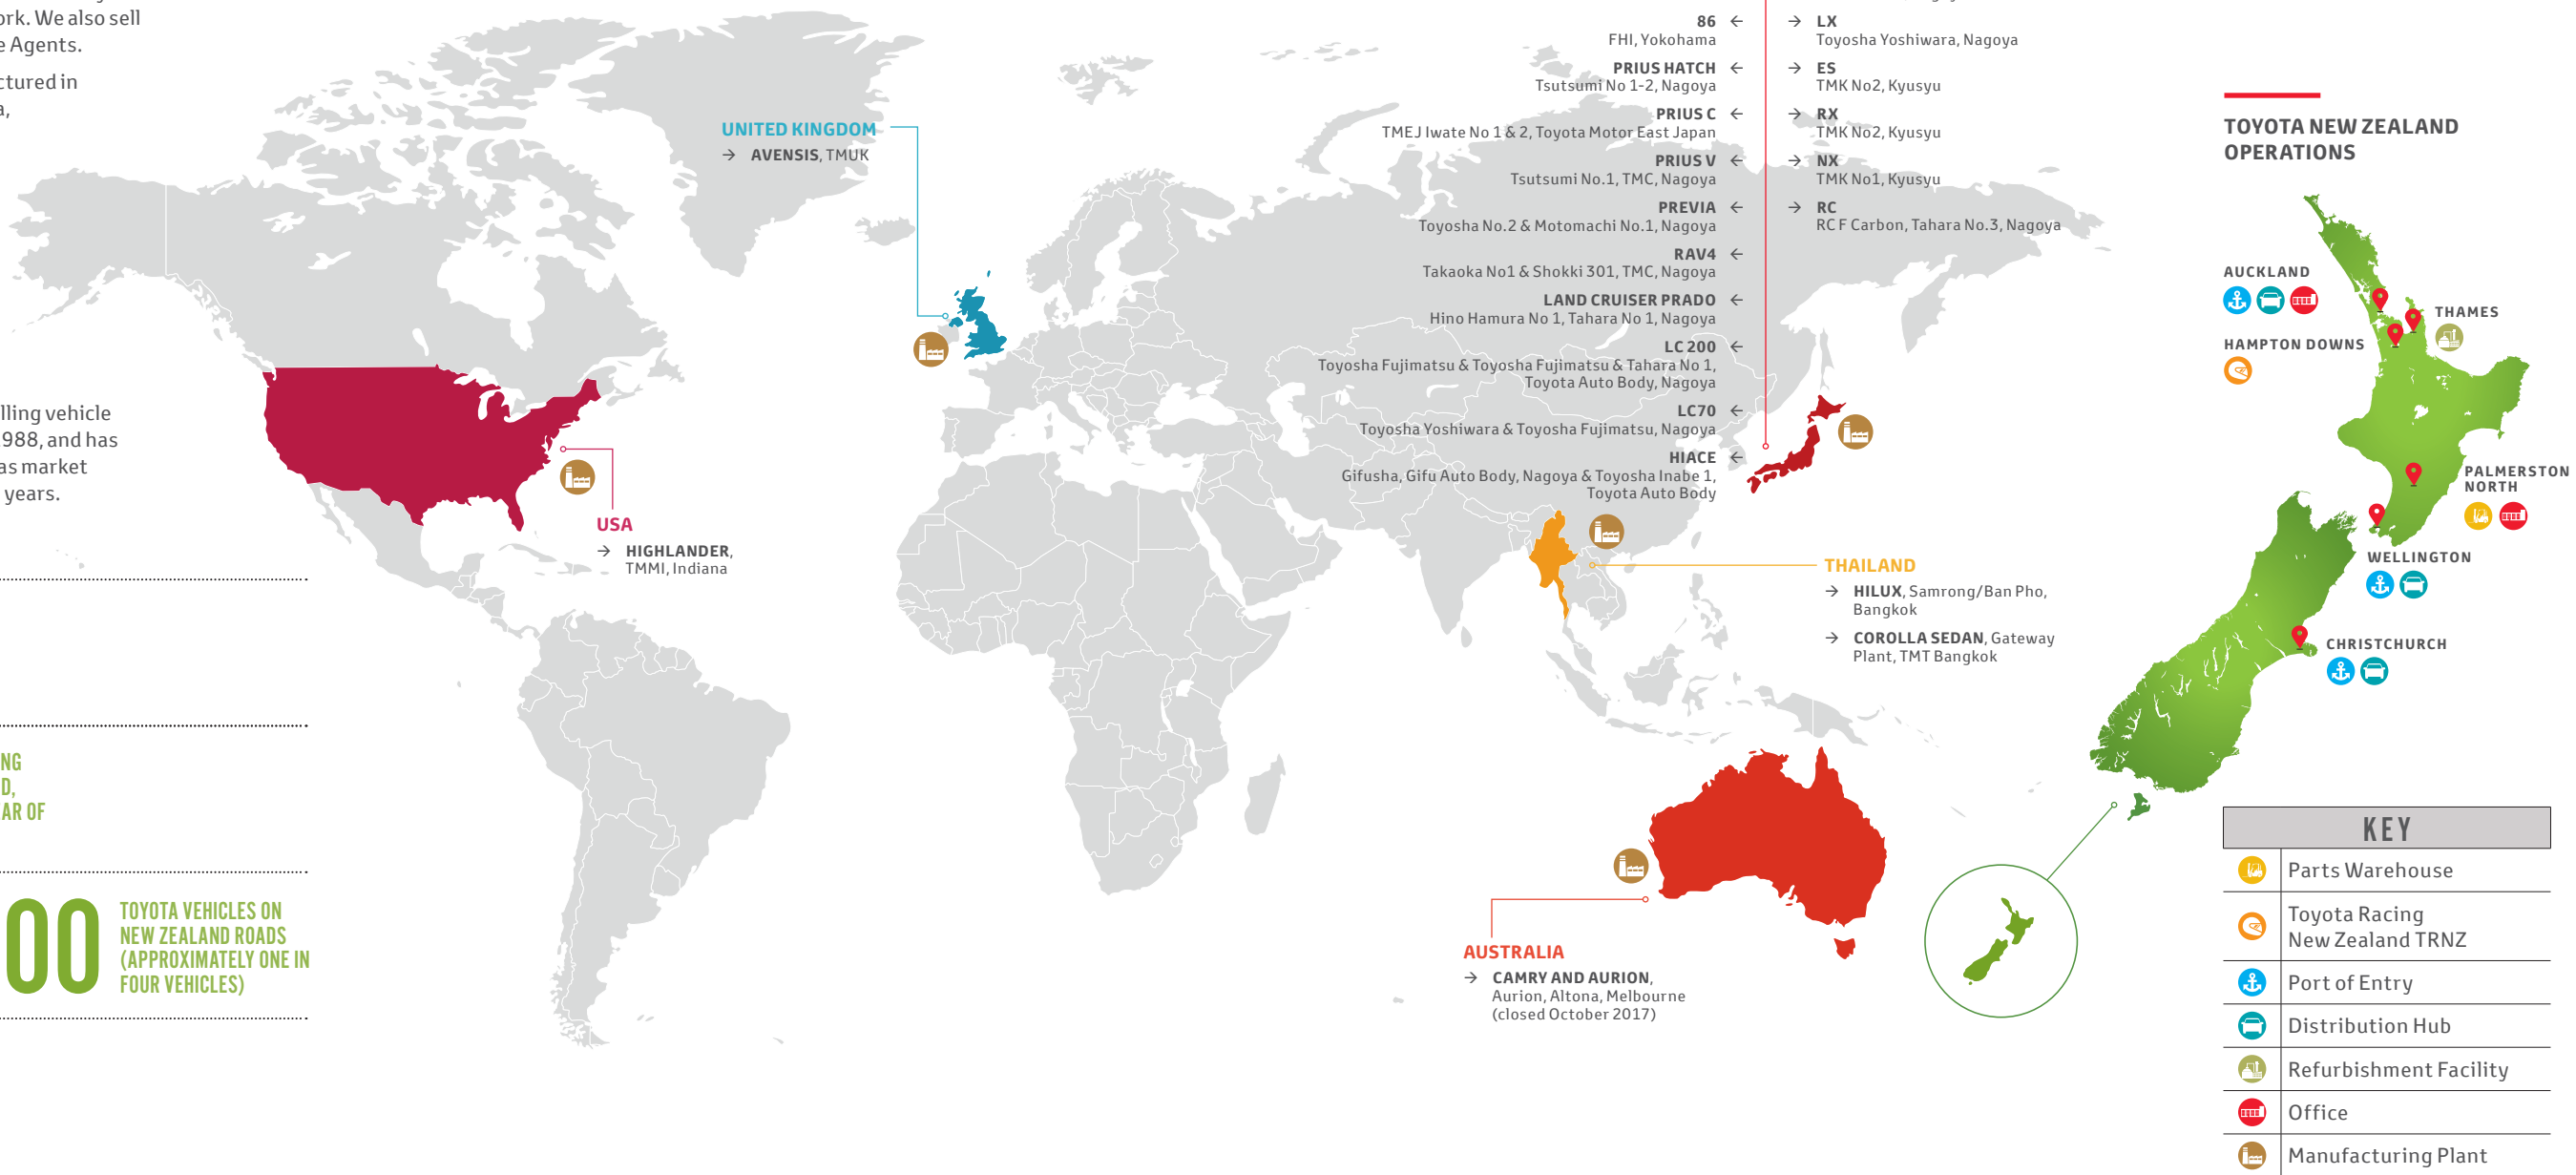 ork. We also sell
e Agents.
ctured in
a,
lling vehicle
988, and has
as market
years.
NG
D,
AR OF
00
TOYOTA VEHICLES ON
NEW ZEALAND ROADS
(APPROXIMATELY ONE IN
FOUR VEHICLES)
UNITED KINGDOM
→ AVENSIS, TMUK
USA
→ HIGHLANDER,
TMMI, Indiana
86 ←
FHI, Yokohama
PRIUS HATCH ←
Tsutsumi No 1-2, Nagoya
PRIUS C ←
TMEJ Iwate No 1 & 2, Toyota Motor East Japan
PRIUS V ←
Tsutsumi No.1, TMC, Nagoya
PREVIA ←
Toyosha No.2 & Motomachi No.1, Nagoya
RAV4 ←
Takaoka No1 & Shokki 301, TMC, Nagoya
LAND CRUISER PRADO ←
Hino Hamura No 1, Tahara No 1, Nagoya
LC 200 ←
Toyosha Fujimatsu & Toyosha Fujimatsu & Tahara No 1,
Toyota Auto Body, Nagoya
LC70 ←
Toyosha Yoshiwara & Toyosha Fujimatsu, Nagoya
HIACE ←
Gifusha, Gifu Auto Body, Nagoya & Toyosha Inabe 1,
Toyota Auto Body
→ LX
Toyosha Yoshiwara, Nagoya
→ ES
TMK No2, Kyusyu
→ RX
TMK No2, Kyusyu
→ NX
TMK No1, Kyusyu
→ RC
RC F Carbon, Tahara No.3, Nagoya
THAILAND
→ HILUX, Samrong/Ban Pho,
Bangkok
→ COROLLA SEDAN, Gateway
Plant, TMT Bangkok
AUSTRALIA
→ CAMRY AND AURION,
Aurion, Altona, Melbourne
(closed October 2017)
TOYOTA NEW ZEALAND
OPERATIONS
AUCKLAND
THAMES
HAMPTON DOWNS
PALMERSTON
NORTH
WELLINGTON
CHRISTCHURCH
KEY
Parts Warehouse
Toyota Racing
New Zealand TRNZ
Port of Entry
Distribution Hub
Refurbishment Facility
Office
Manufacturing Plant